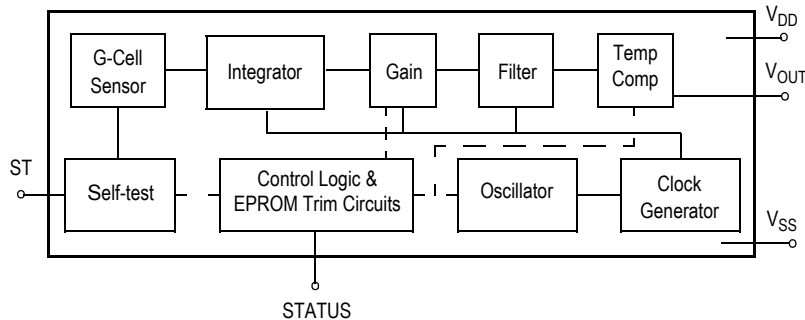 V_DD
G-Cell
Sensor
Integrator
Gain
Filter
Temp
Comp
V_OUT
ST
Self-test
Control Logic &
EPROM Trim Circuits
Oscillator
Clock
Generator
V_SS
STATUS